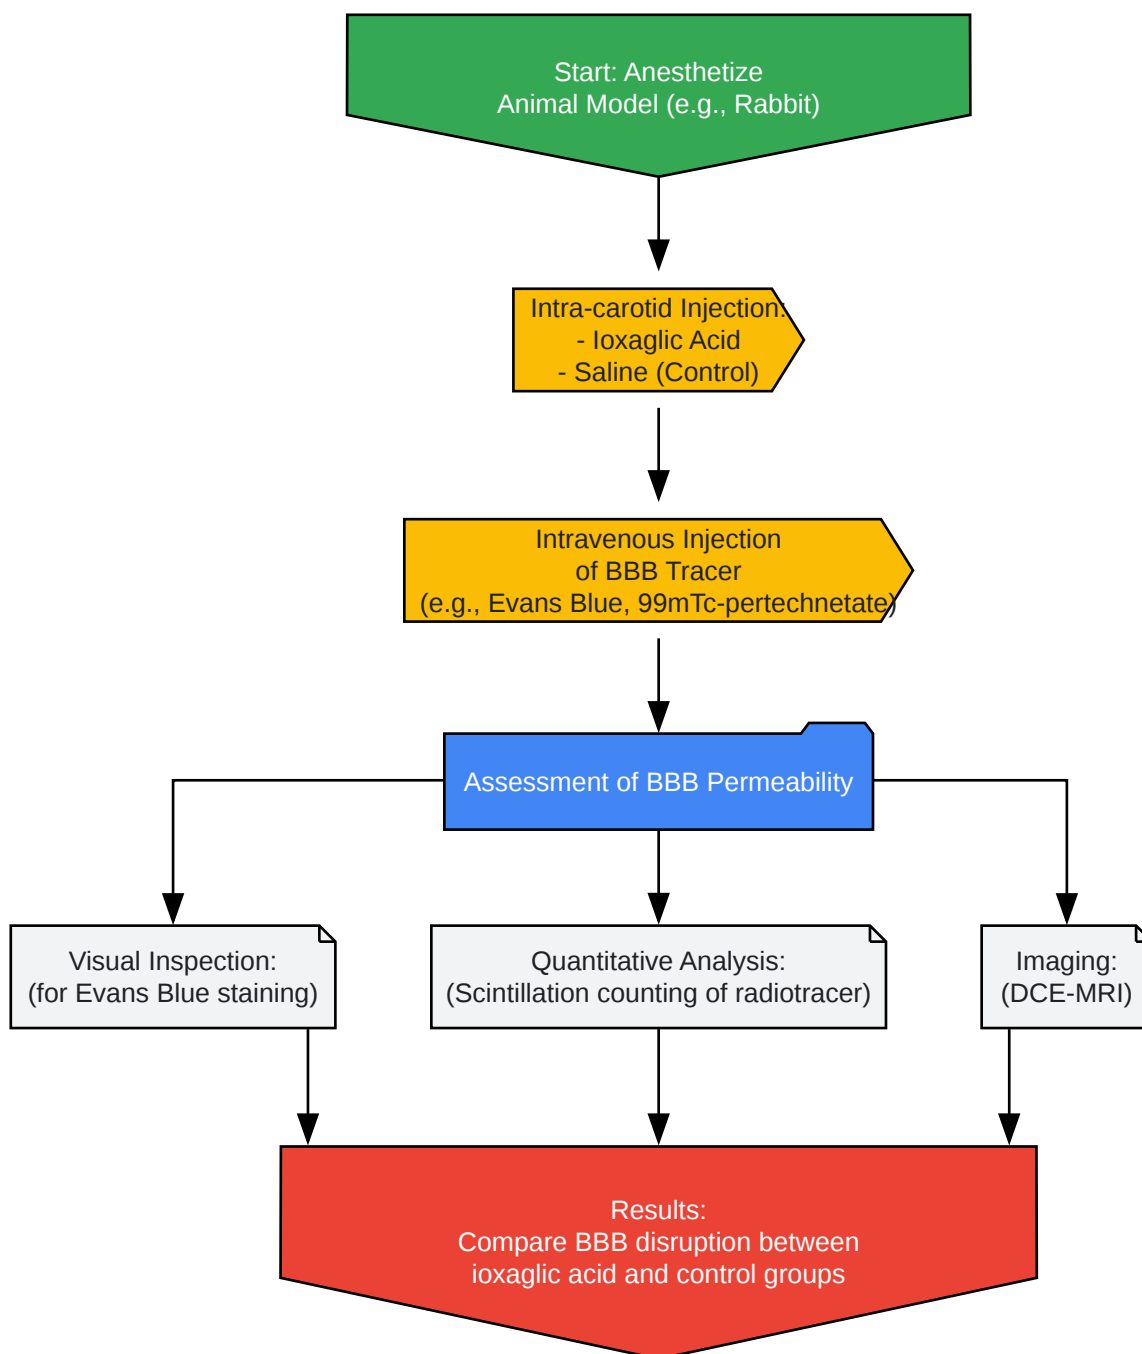 Start: Anesthetize
Animal Model (e.g., Rabbit)
Intra-carotid Injection:
- Ioxaglic Acid
- Saline (Control)
Intravenous Injection
of BBB Tracer
(e.g., Evans Blue, 99mTc-pertechnetate)
Assessment of BBB Permeability
Visual Inspection:
(for Evans Blue staining)
Quantitative Analysis:
(Scintillation counting of radiotracer)
Imaging:
(DCE-MRI)
Results:
Compare BBB disruption between
ioxaglic acid and control groups